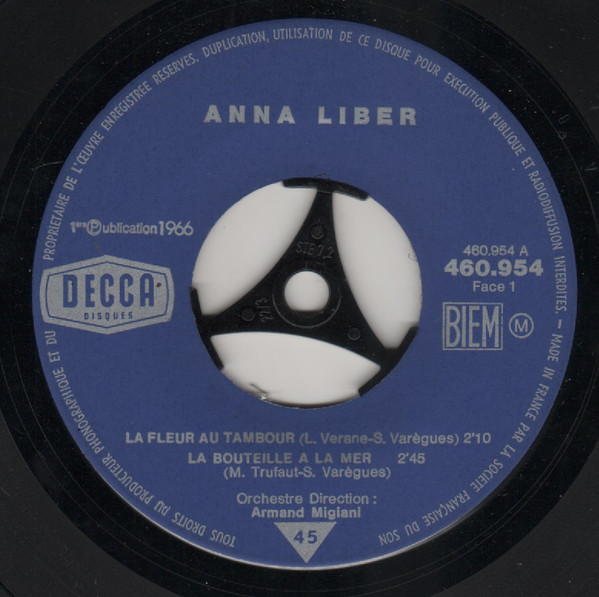 TOUS DROITS DU PRODUCTEUR PHONOGRAPHIQUE ET DU PROPRIETAIRE DE L'ŒUVRE ENREGISTREE RESERVES. DUPLICATION, UTILISATION DE CE DISQUE POUR EXECUTION PUBLIQUE ET RADIODIFFUSION INTERDITES. – MADE IN FRANCE PAR LA SOCIETE FRANÇAISE DU SON
ANNA LIBER
1ère ℗ublication 1966
DECCA
DISQUES
460.954 A
460.954
Face 1
BIEM Ⓜ
LA FLEUR AU TAMBOUR (L. Verane-S. Varègues) 2'10
LA BOUTEILLE A LA MER 2'45
(M. Trufaut-S. Varègues)
Orchestre Direction :
Armand Migiani
45